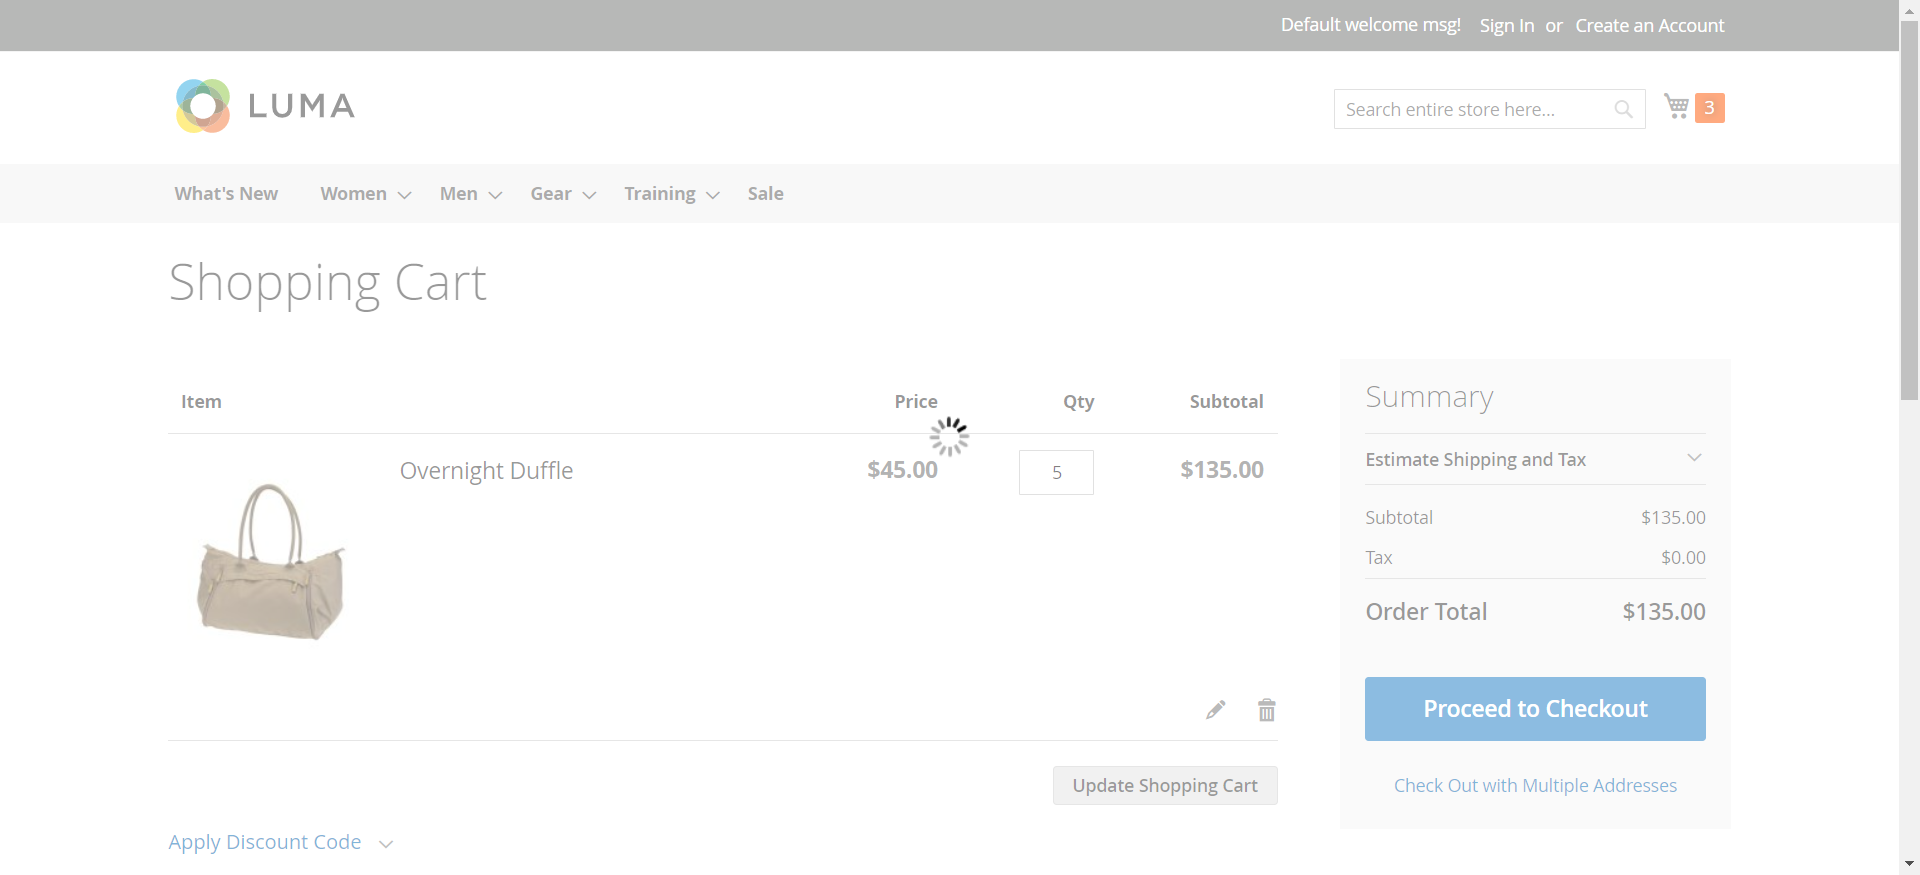 Default welcome msg! Sign In or Create an Account
LUMA
Search entire store here...
3
What's New Women Men Gear Training Sale
Shopping Cart
Item Price Qty Subtotal
Overnight Duffle $45.00 5 $135.00
Update Shopping Cart
Apply Discount Code
Summary
Estimate Shipping and Tax
Subtotal $135.00
Tax $0.00
Order Total $135.00
Proceed to Checkout
Check Out with Multiple Addresses